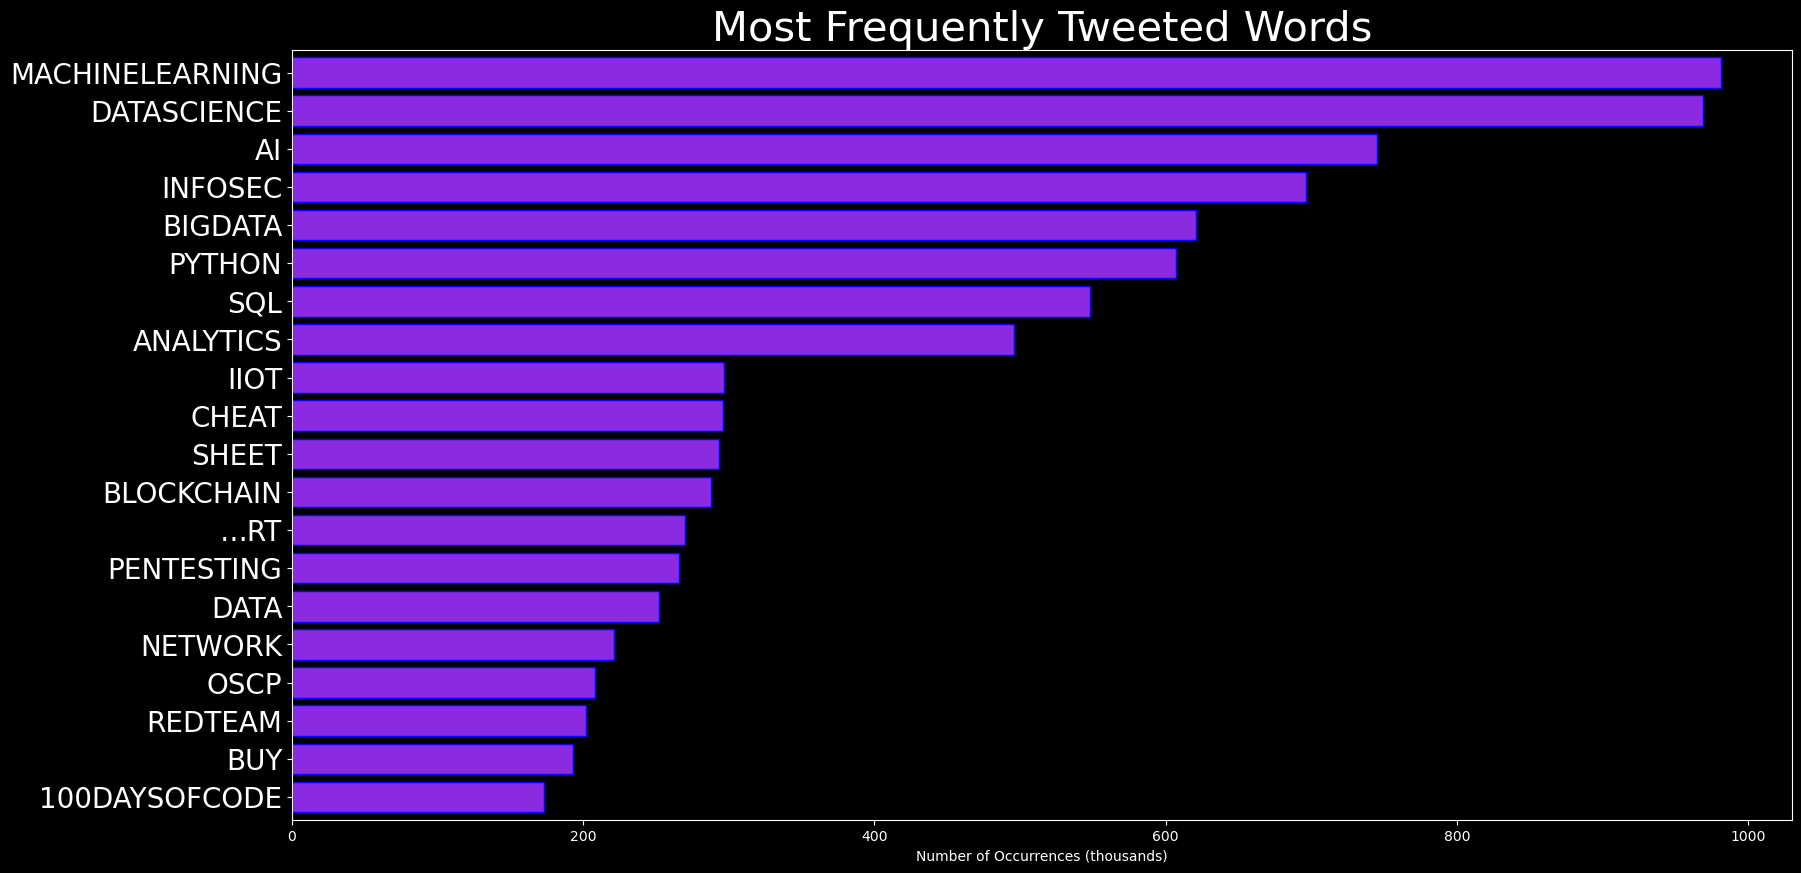 Most Frequently Tweeted Words
MACHINELEARNING
DATASCIENCE
AI
INFOSEC
BIGDATA
PYTHON
SQL
ANALYTICS
IIOT
CHEAT
SHEET
BLOCKCHAIN
…RT
PENTESTING
DATA
NETWORK
OSCP
REDTEAM
BUY
100DAYSOFCODE
0 200 400 600 800 1000
Number of Occurrences (thousands)